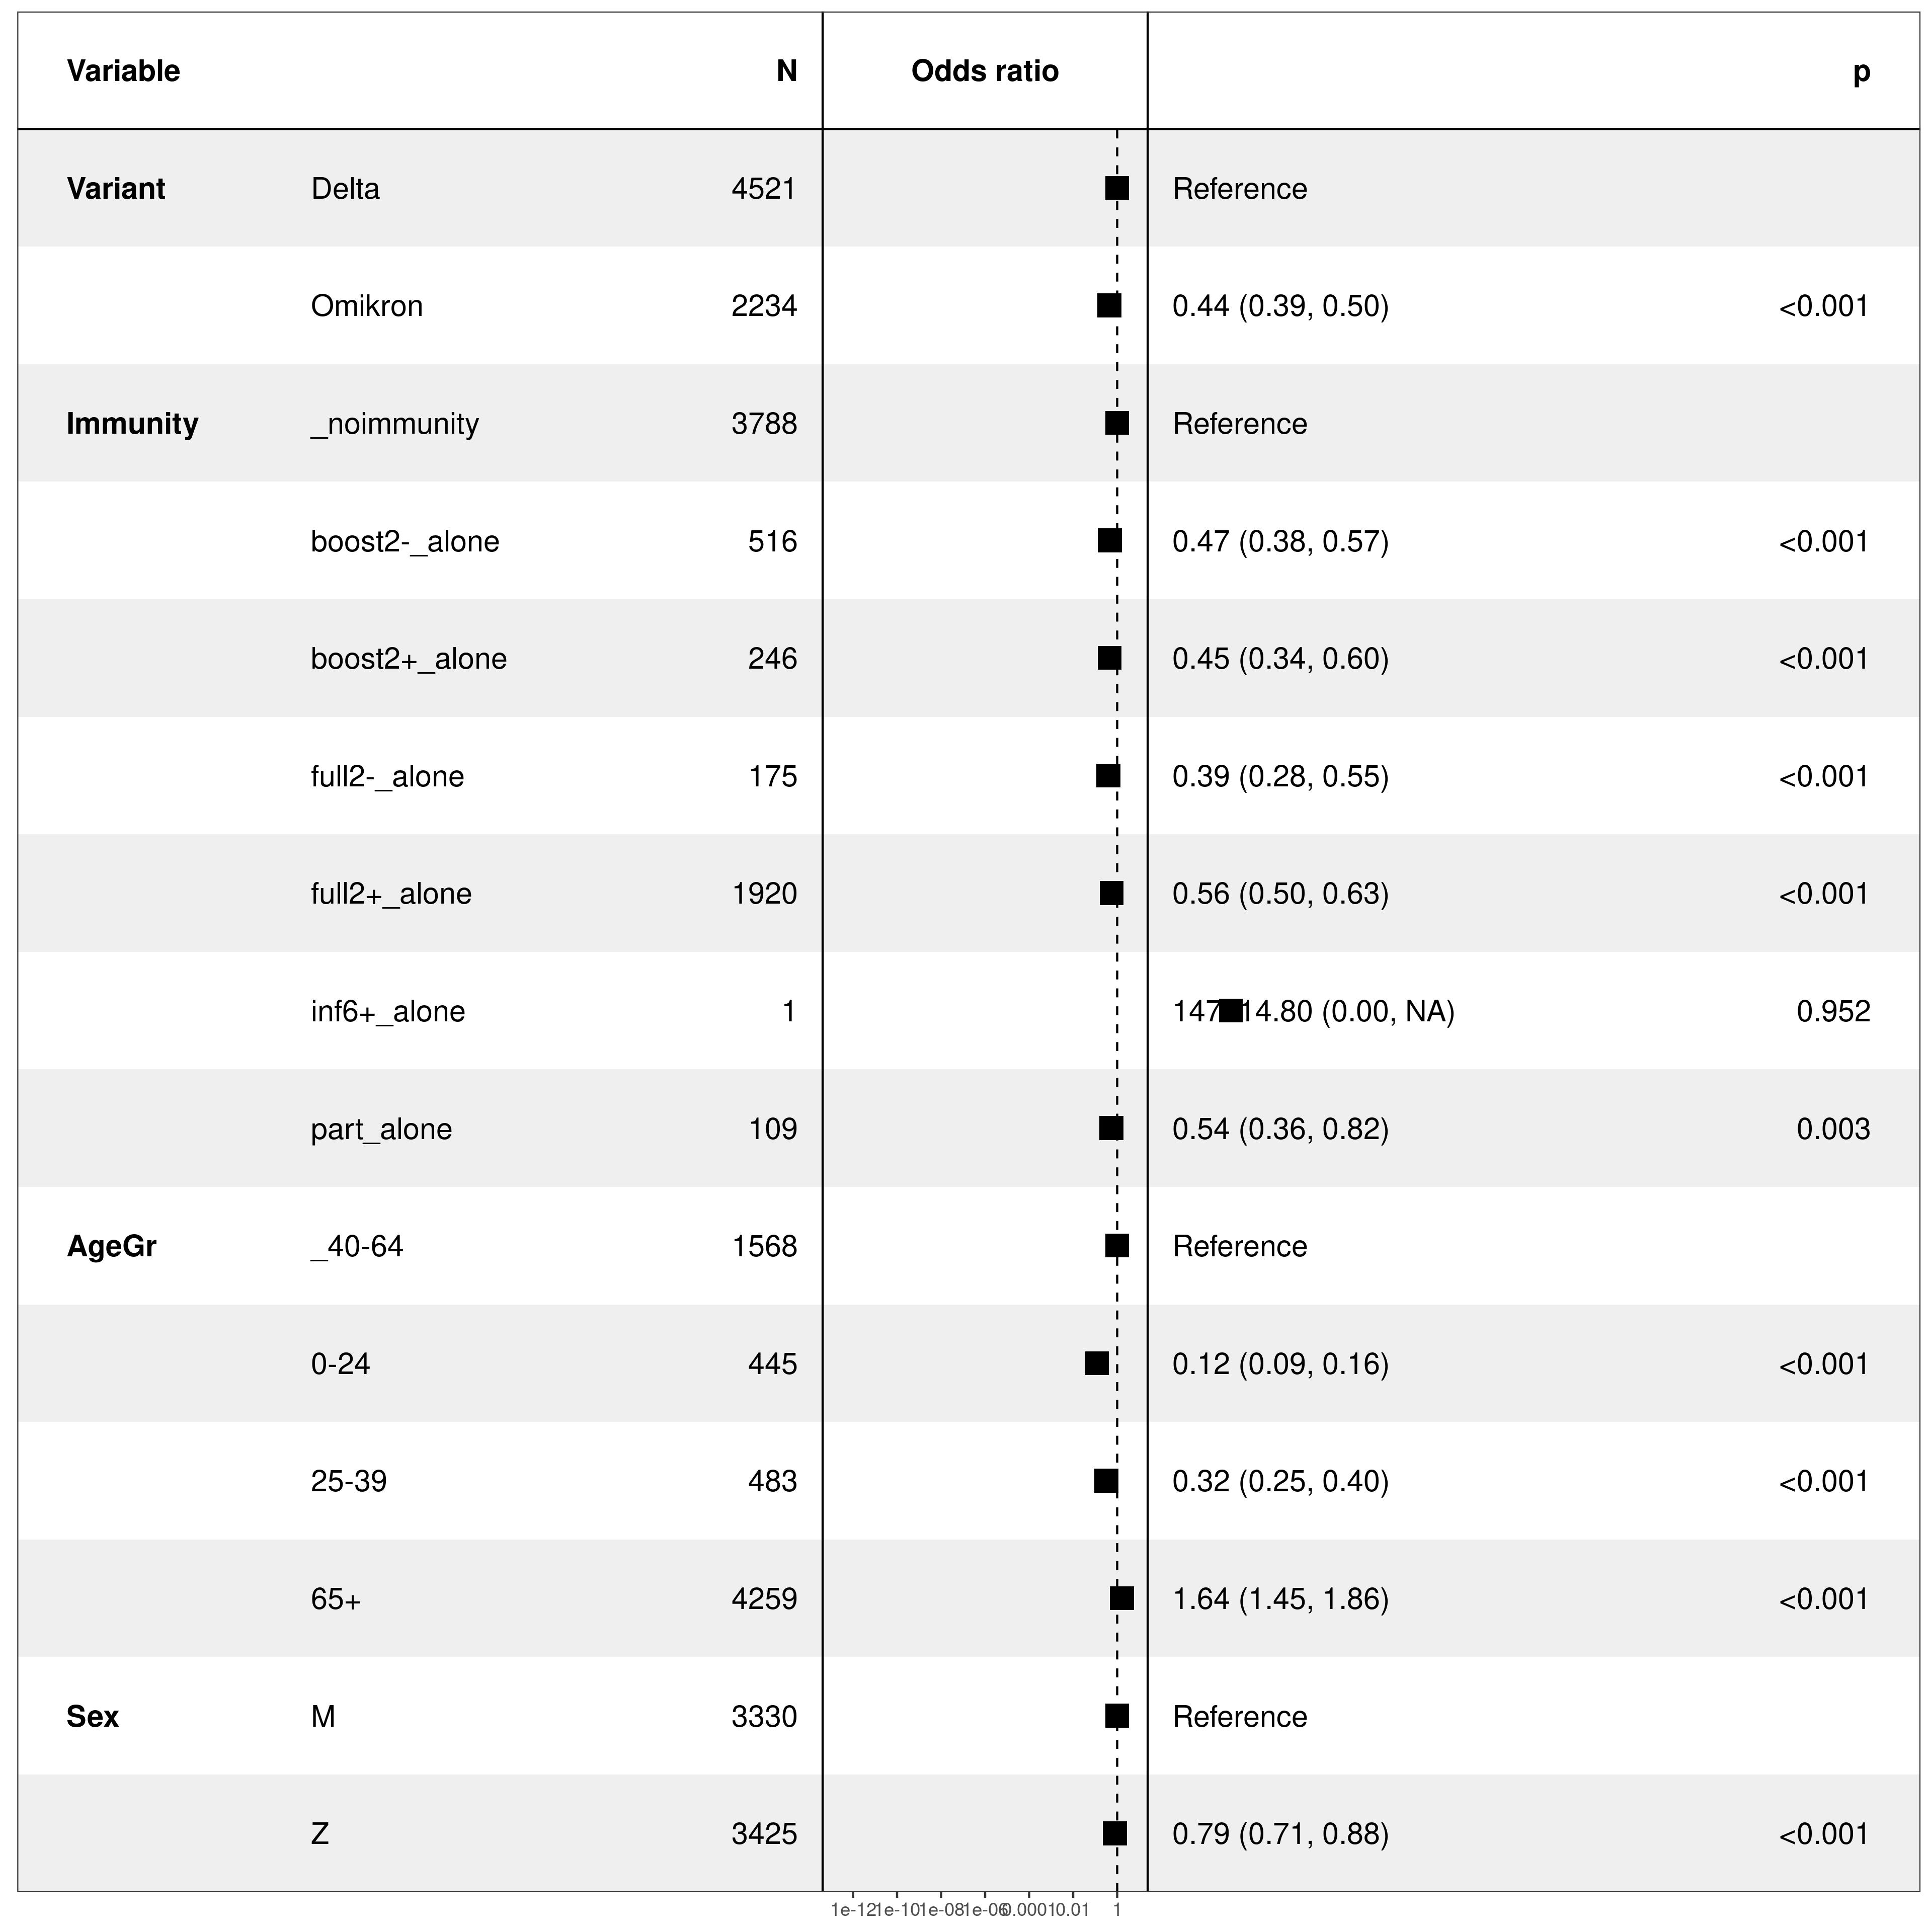 Variable N Odds ratio p
Variant Delta 4521 Reference
Omikron 2234 0.44 (0.39, 0.50) <0.001
Immunity _noimmunity 3788 Reference
boost2-_alone 516 0.47 (0.38, 0.57) <0.001
boost2+_alone 246 0.45 (0.34, 0.60) <0.001
full2-_alone 175 0.39 (0.28, 0.55) <0.001
full2+_alone 1920 0.56 (0.50, 0.63) <0.001
inf6+_alone 1 (0.00, NA) 0.952
part_alone 109 0.54 (0.36, 0.82) 0.003
AgeGr _40-64 1568 Reference
0-24 445 0.12 (0.09, 0.16) <0.001
25-39 483 0.32 (0.25, 0.40) <0.001
65+ 4259 1.64 (1.45, 1.86) <0.001
Sex M 3330 Reference
Z 3425 0.79 (0.71, 0.88) <0.001
1e-12 1e-10 1e-08 1e-06 0.0001 0.01 1